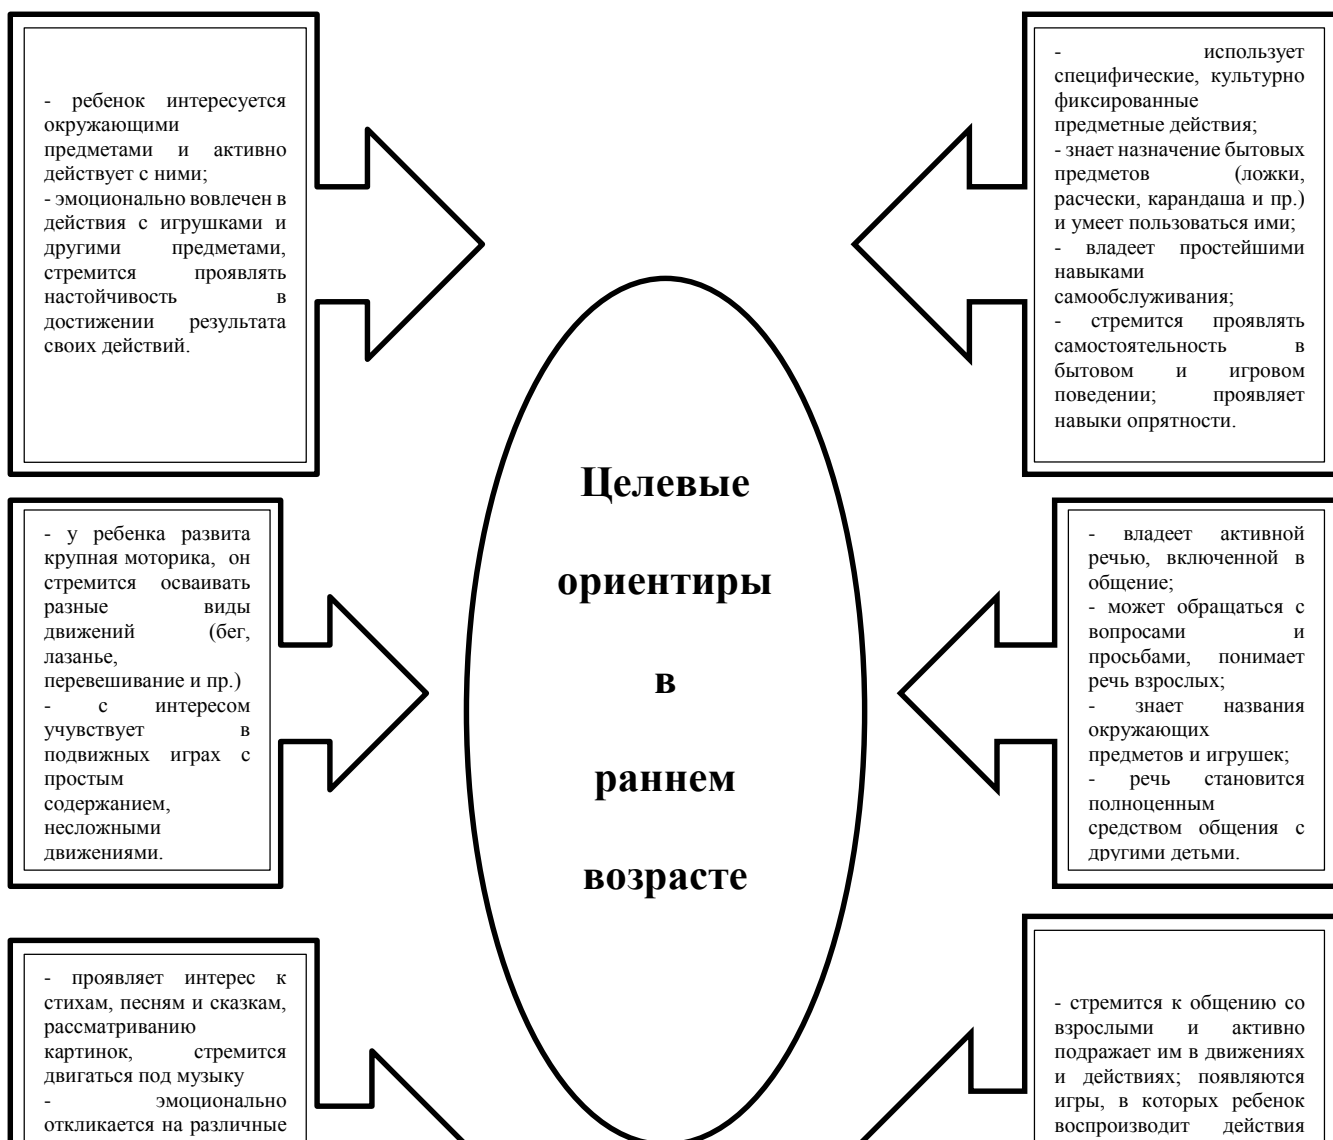 - ребенок интересуется
окружающими
предметами и активно
действует с ними;
- эмоционально вовлечен в
действия с игрушками и
другими предметами,
стремится проявлять
настойчивость в
достижении результата
своих действий.
- использует
специфические, культурно
фиксированные
предметные действия;
- знает назначение бытовых
предметов (ложки,
расчески, карандаша и пр.)
и умеет пользоваться ими;
- владеет простейшими
навыками
самообслуживания;
- стремится проявлять
самостоятельность в
бытовом и игровом
поведении; проявляет
навыки опрятности.
Целевые
ориентиры
в
раннем
возрасте
- у ребенка развита
крупная моторика, он
стремится осваивать
разные виды
движений (бег,
лазанье,
перевешивание и пр.)
- с интересом
учувствует в
подвижных играх с
простым
содержанием,
несложными
движениями.
- владеет активной
речью, включенной в
общение;
- может обращаться с
вопросами и
просьбами, понимает
речь взрослых;
- знает названия
окружающих
предметов и игрушек;
- речь становится
полноценным
средством общения с
другими детьми.
- проявляет интерес к
стихам, песням и сказкам,
рассматриванию
картинок, стремится
двигаться под музыку
- эмоционально
откликается на различные
- стремится к общению со
взрослыми и активно
подражает им в движениях
и действиях; появляются
игры, в которых ребенок
воспроизводит действия